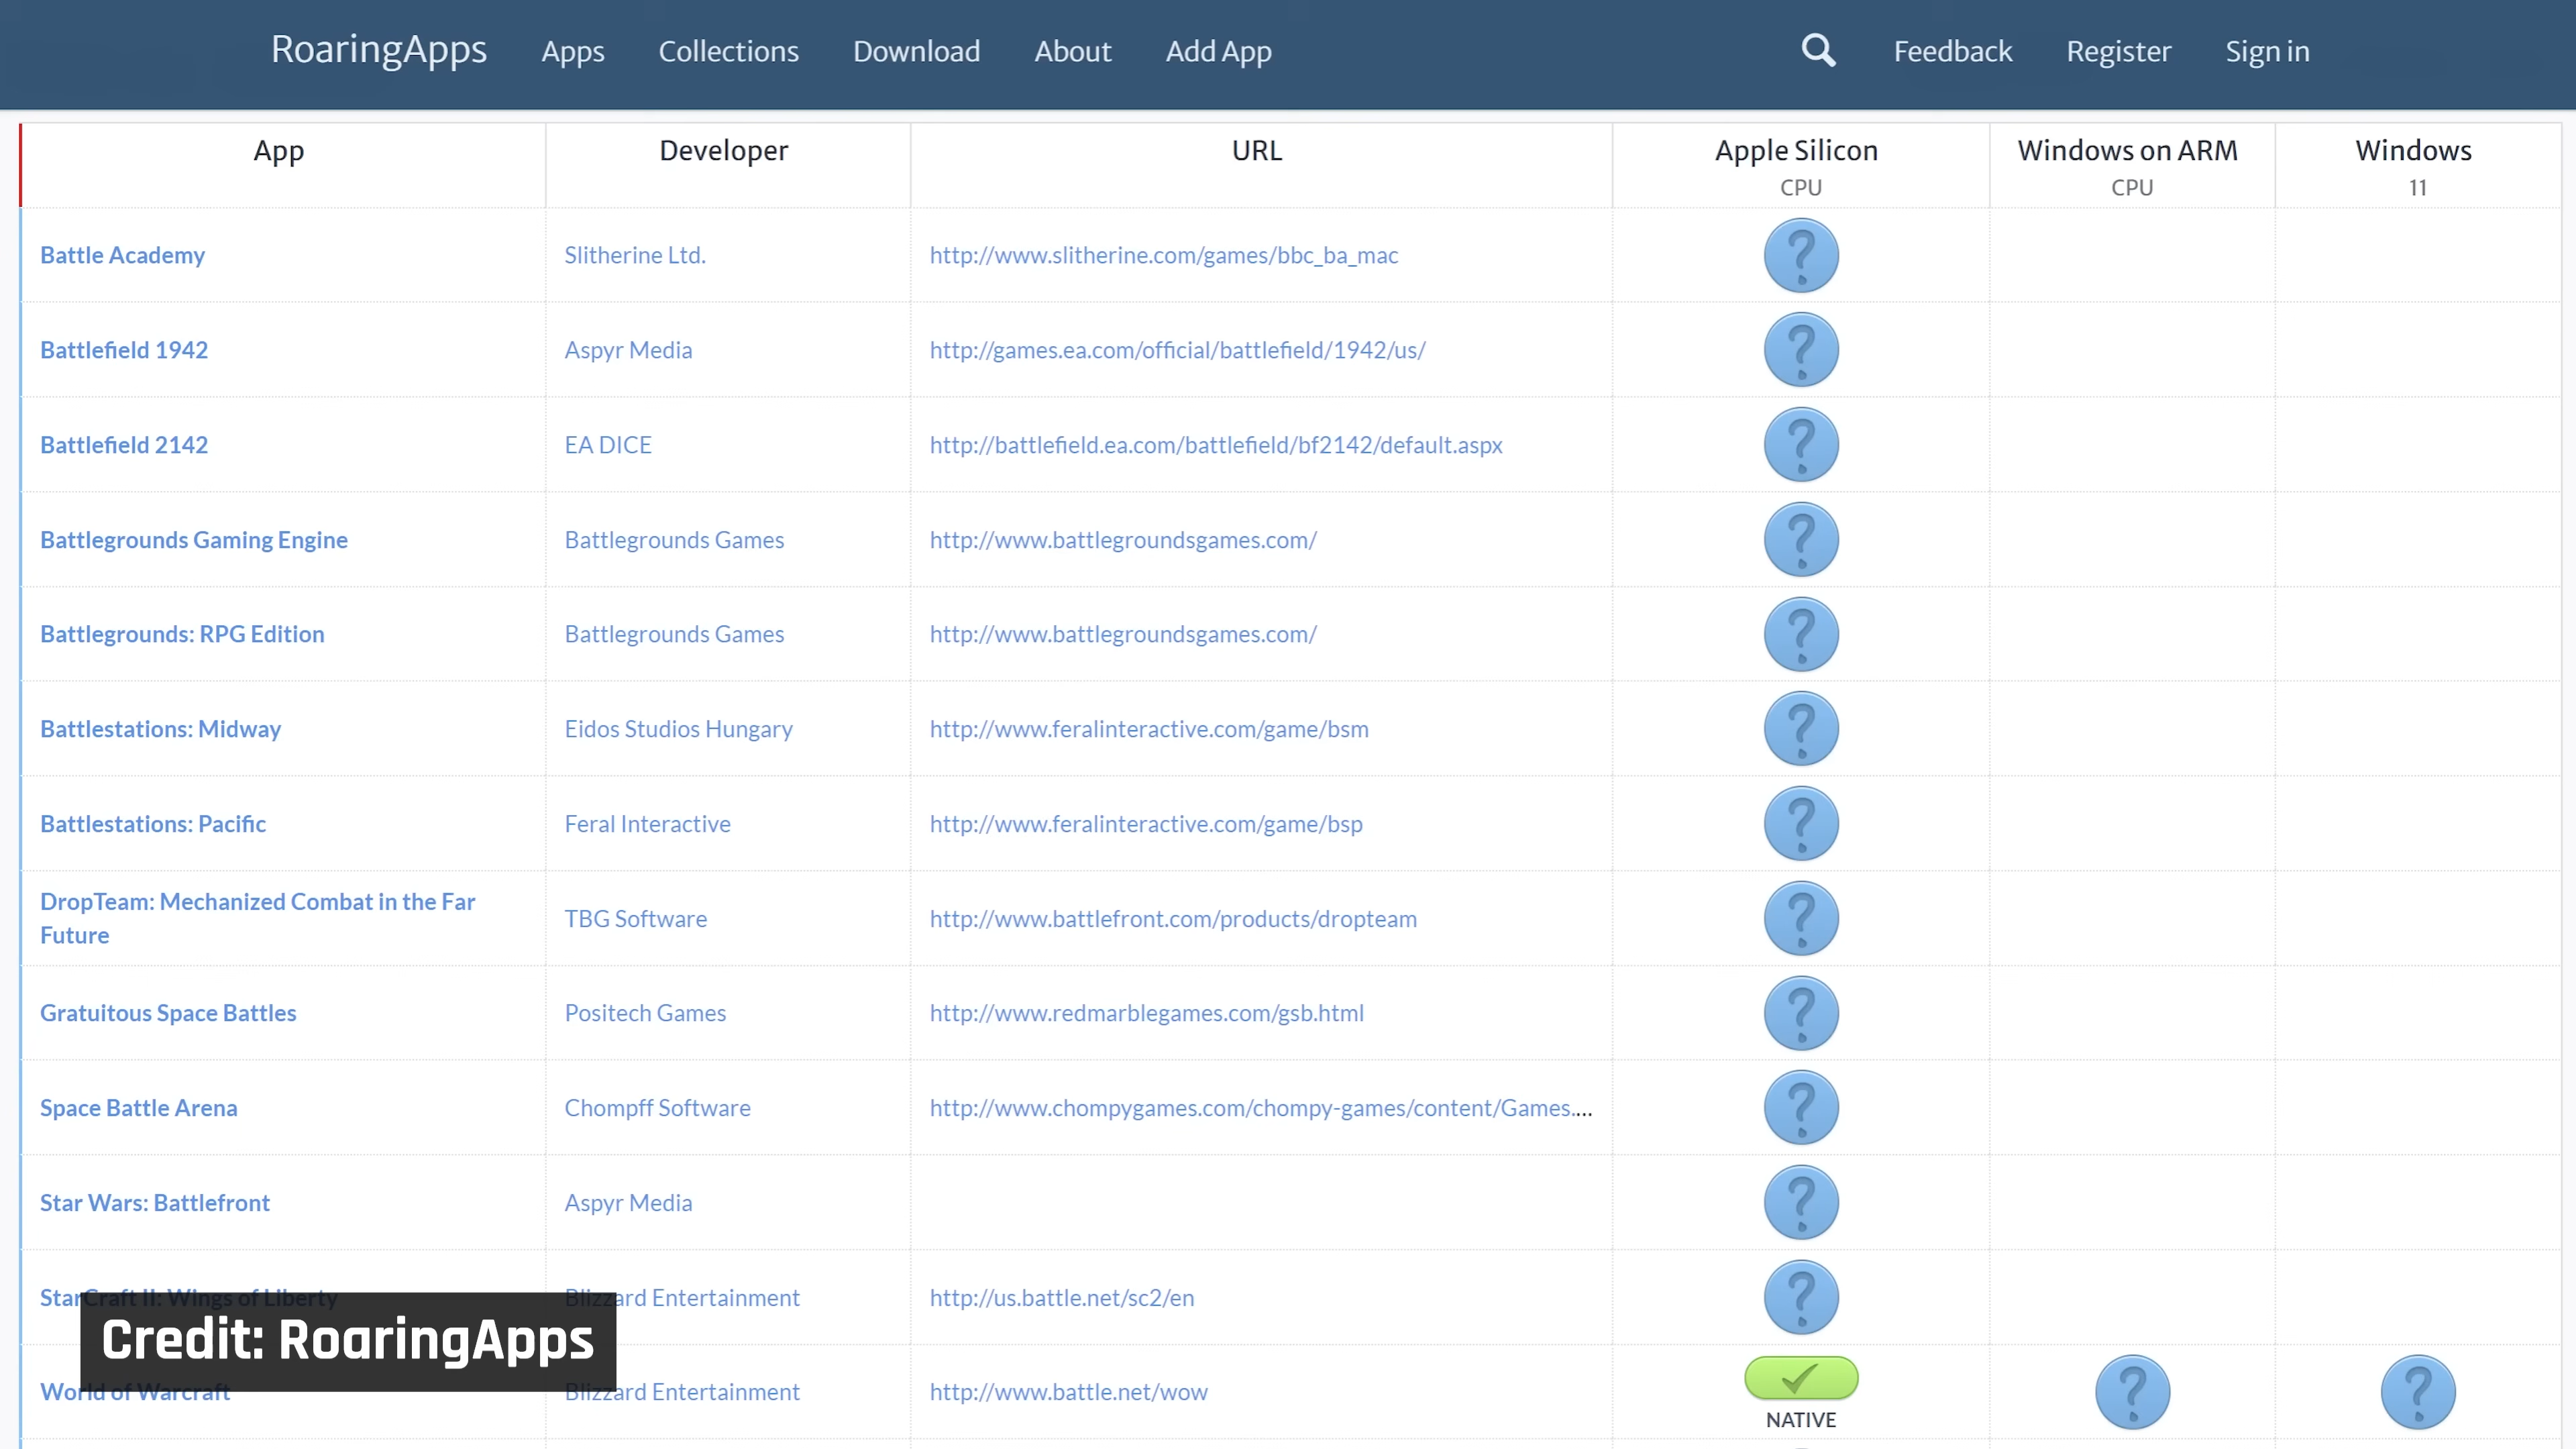 RoaringApps Apps Collections Download About Add App Feedback Register Sign in
App Developer URL Apple Silicon Windows on ARM Windows
CPU CPU 11
Battle Academy Slitherine Ltd. http://www.slitherine.com/games/bbc_ba_mac
Battlefield 1942 Aspyr Media http://games.ea.com/official/battlefield/1942/us/
Battlefield 2142 EA DICE http://battlefield.ea.com/battlefield/bf2142/default.aspx
Battlegrounds Gaming Engine Battlegrounds Games http://www.battlegroundsgames.com/
Battlegrounds: RPG Edition Battlegrounds Games http://www.battlegroundsgames.com/
Battlestations: Midway Eidos Studios Hungary http://www.feralinteractive.com/game/bsm
Battlestations: Pacific Feral Interactive http://www.feralinteractive.com/game/bsp
DropTeam: Mechanized Combat in the Far
Future TBG Software http://www.battlefront.com/products/dropteam
Gratuitous Space Battles Positech Games http://www.redmarblegames.com/gsb.html
Space Battle Arena Chompff Software http://www.chompygames.com/chompy-games/content/Games....
Star Wars: Battlefront Aspyr Media
StarCraft II: Wings of Liberty Blizzard Entertainment http://us.battle.net/sc2/en
Credit: RoaringApps
World of Warcraft Blizzard Entertainment http://www.battle.net/wow
NATIVE